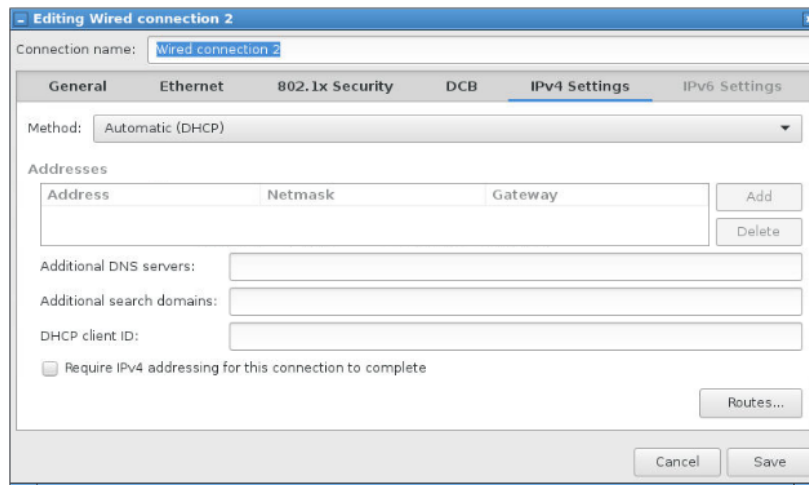 Editing Wired connection 2
Connection name: Wired connection 2
General Ethernet 802.1x Security DCB IPv4 Settings IPv6 Settings
Method: Automatic (DHCP)
Addresses
Address Netmask Gateway Add
Delete
Additional DNS servers:
Additional search domains:
DHCP client ID:
Require IPv4 addressing for this connection to complete
Routes...
Cancel Save